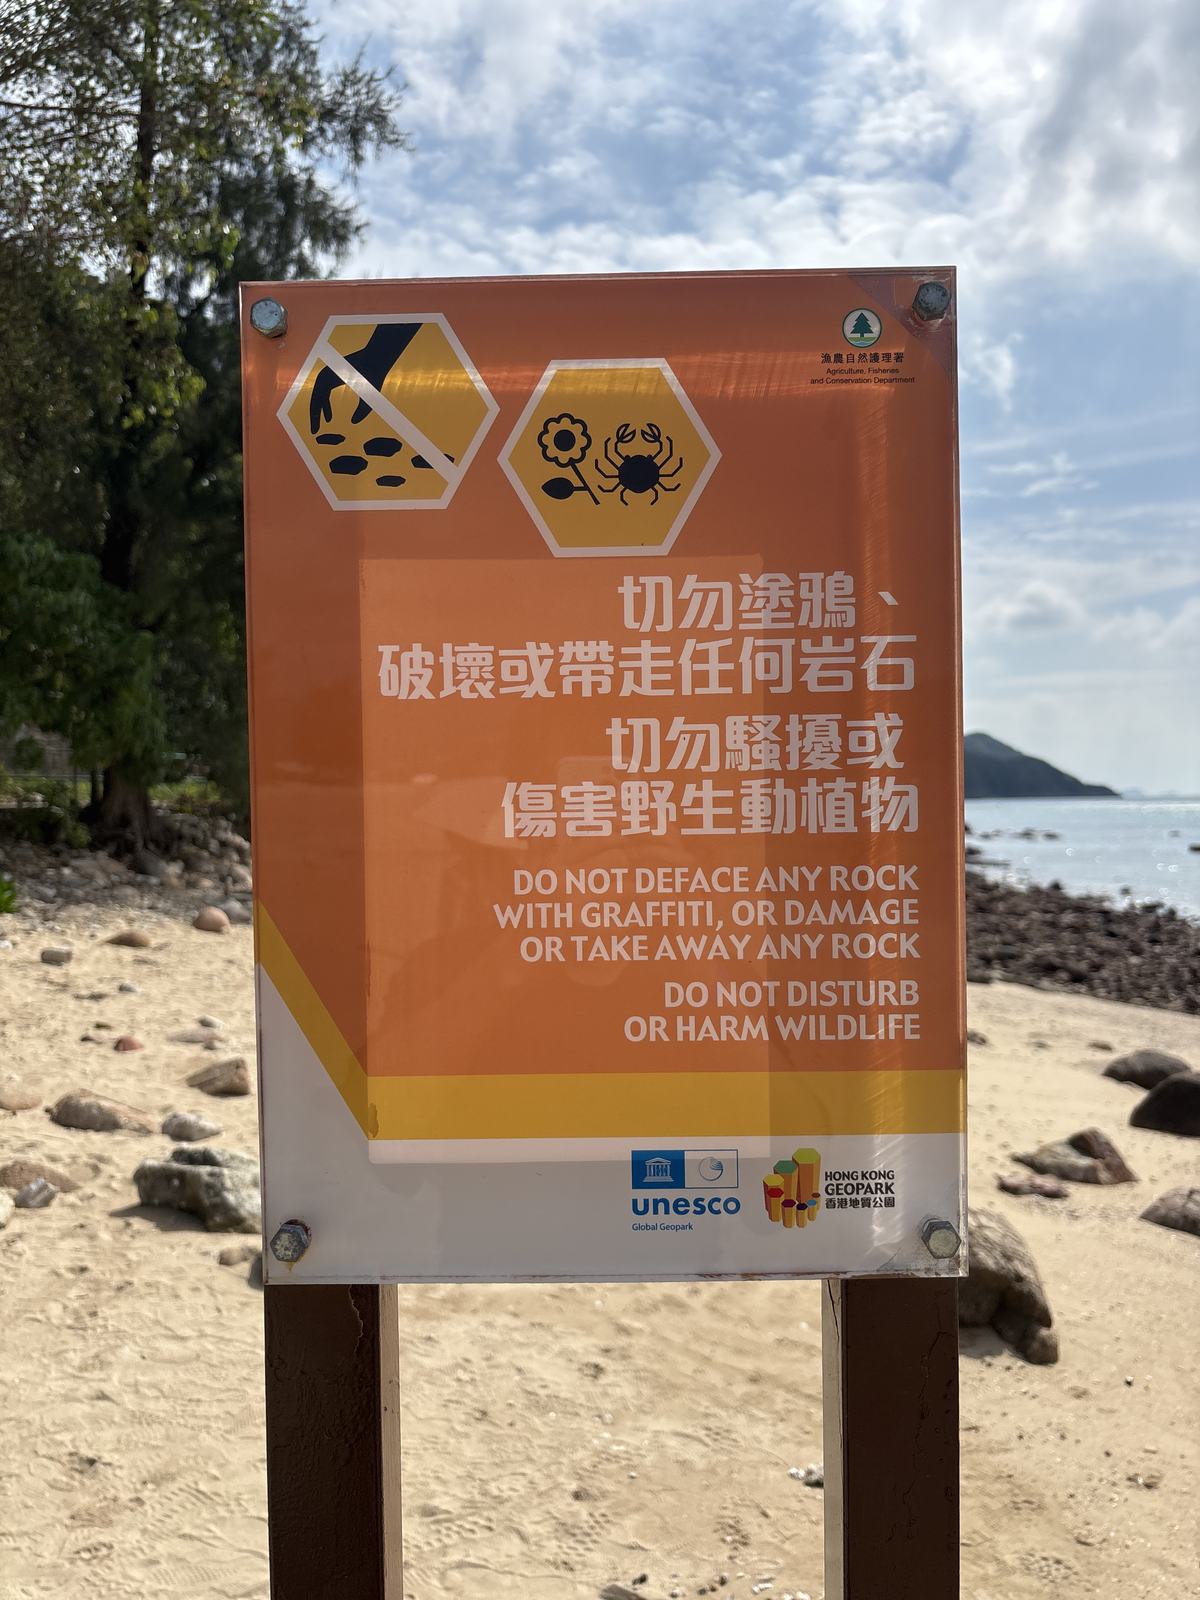 漁農自然護理署
Agriculture, Fisheries
and Conservation Department
切勿塗鴉、
破壞或帶走任何岩石
切勿騷擾或
傷害野生動植物
DO NOT DEFACE ANY ROCK
WITH GRAFFITI, OR DAMAGE
OR TAKE AWAY ANY ROCK
DO NOT DISTURB
OR HARM WILDLIFE
unesco
Global Geopark
HONG KONG
GEOPARK
香港地質公園